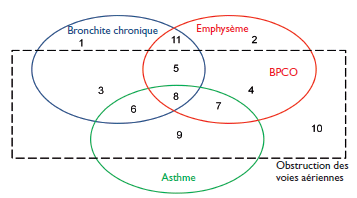 Bronchite chronique
Emphysème
1
11
2
5
BPCO
3
8
4
6
7
9
10
Obstruction des
voies aériennes
Asthme